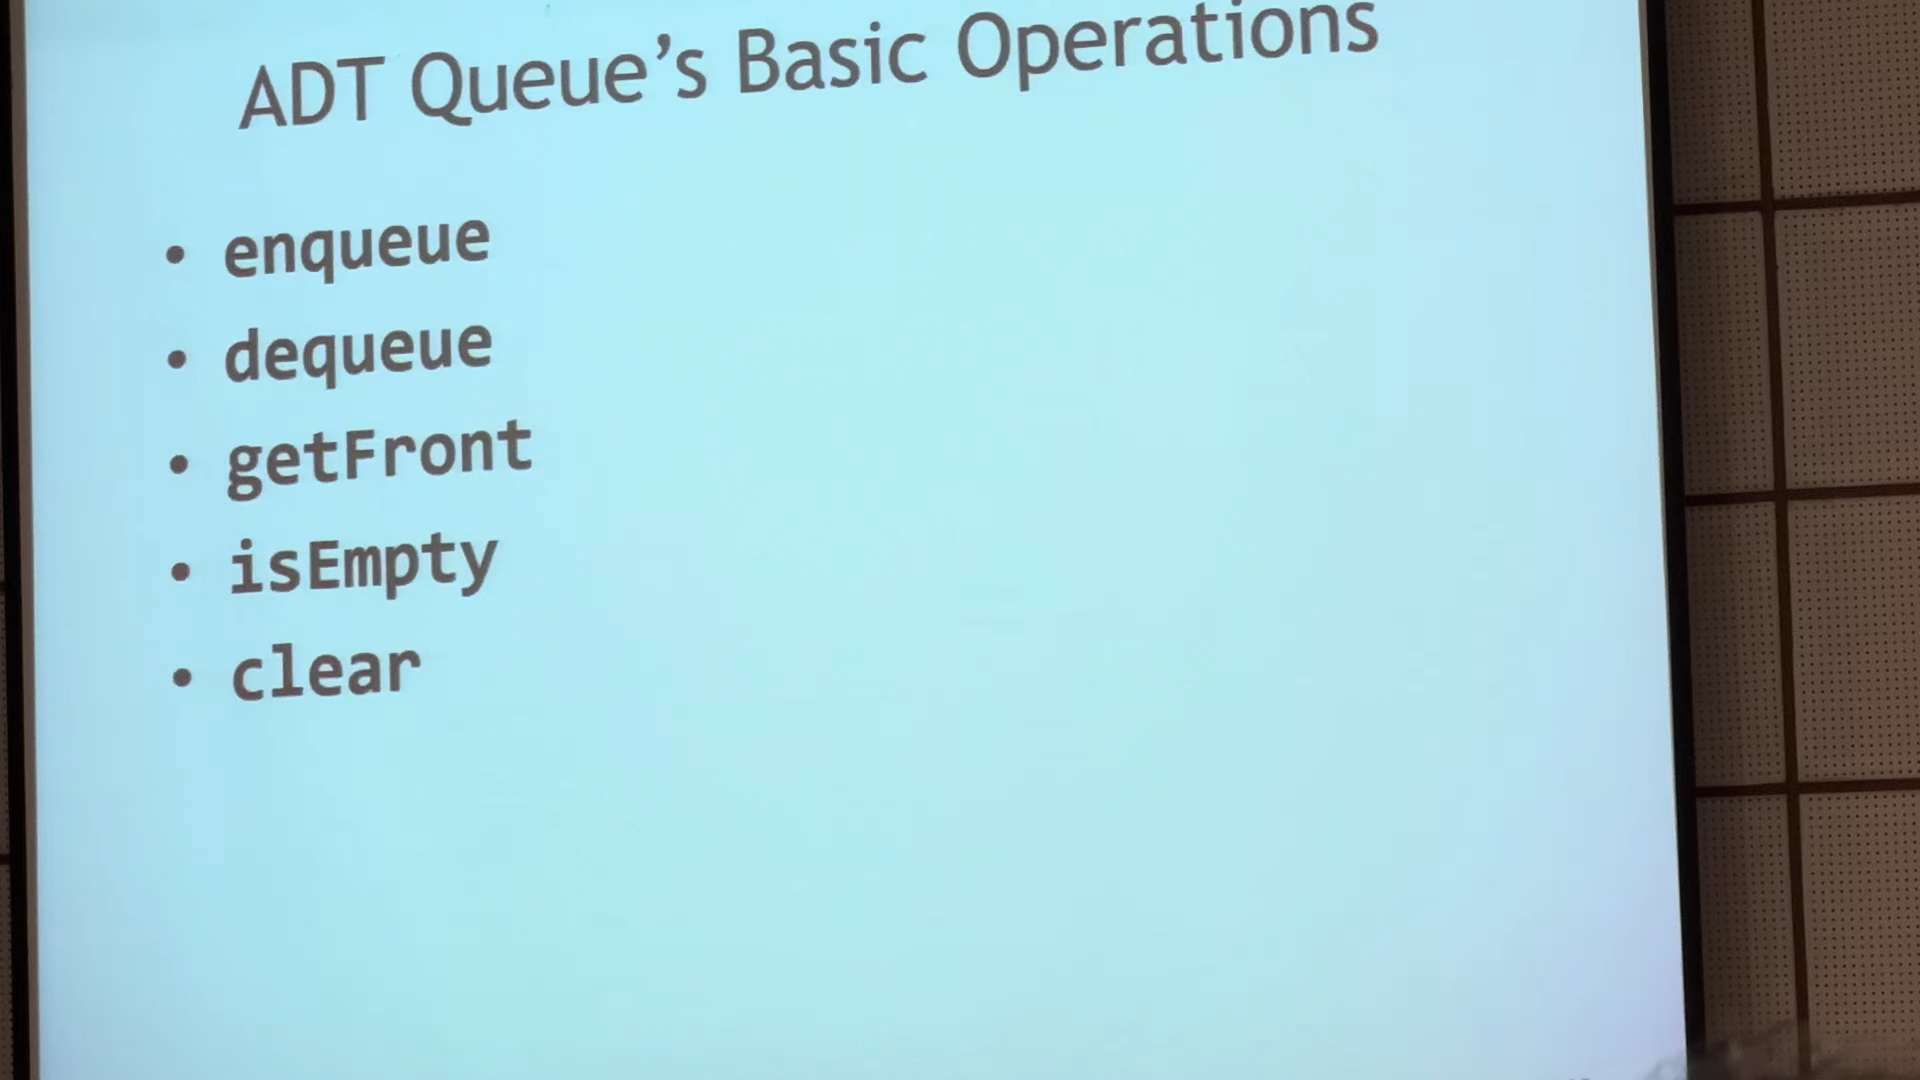 ADT Queue’s Basic Operations
• enqueue
• dequeue
• getFront
• isEmpty
• clear